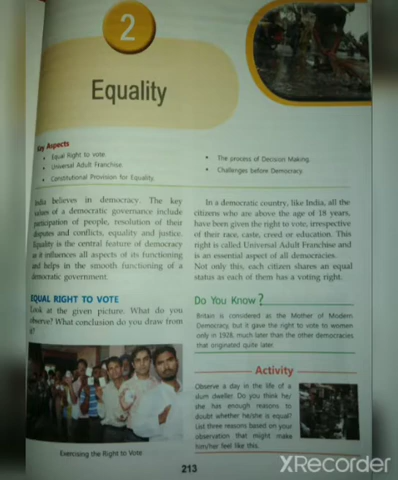 2
Equality
Key Aspects
• Equal Right to vote.
• Universal Adult Franchise.
• Constitutional Provision for Equality.
• The process of Decision Making.
• Challenges before Democracy.
India believes in democracy. The key
values of a democratic governance include
participation of people, resolution of their
disputes and conflicts, equality and justice.
Equality is the central feature of democracy
as it influences all aspects of its functioning
and helps in the smooth functioning of a
democratic government.
EQUAL RIGHT TO VOTE
Look at the given picture. What do you
observe? What conclusion do you draw from
it?
Exercising the Right to Vote
In a democratic country, like India, all the
citizens who are above the age of 18 years,
have been given the right to vote, irrespective
of their race, caste, creed or education. This
right is called Universal Adult Franchise and
is an essential aspect of all democracies.
Not only this, each citizen shares an equal
status as each of them has a voting right.
Do You Know?
Britain is considered as the Mother of Modern
Democracy, but it gave the right to vote to women
only in 1928, much later than the other democracies
that originated quite later.
Activity
Observe a day in the life of a
slum dweller. Do you think he/
she has enough reasons to
doubt whether he/she is equal?
List three reasons based on your
observation that might make
him/her feel like this.
213
XRecorder